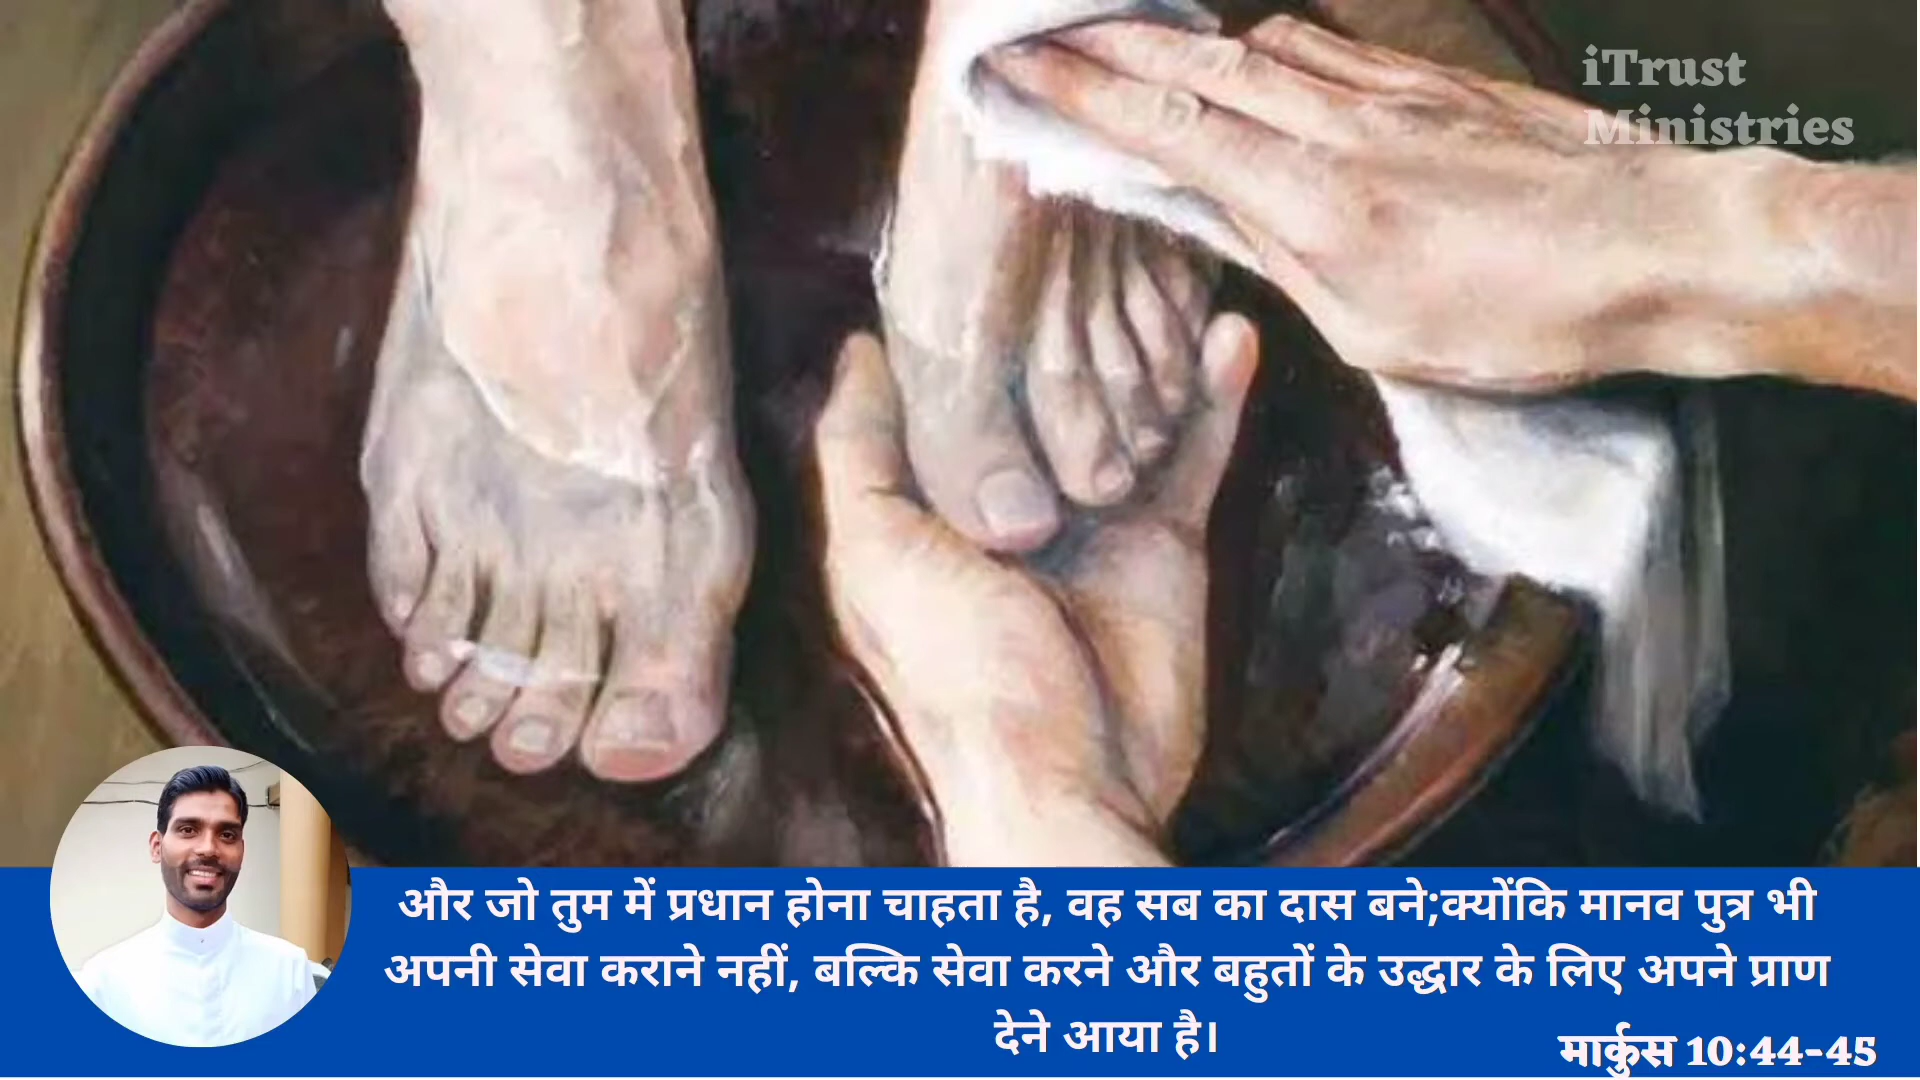 iTrust
Ministries
और जो तुम में प्रधान होना चाहता है, वह सब का दास बने;क्योंकि मानव पुत्र भी
अपनी सेवा कराने नहीं, बल्कि सेवा करने और बहुतों के उद्धार के लिए अपने प्राण
देने आया है।
मार्कुस 10:44-45